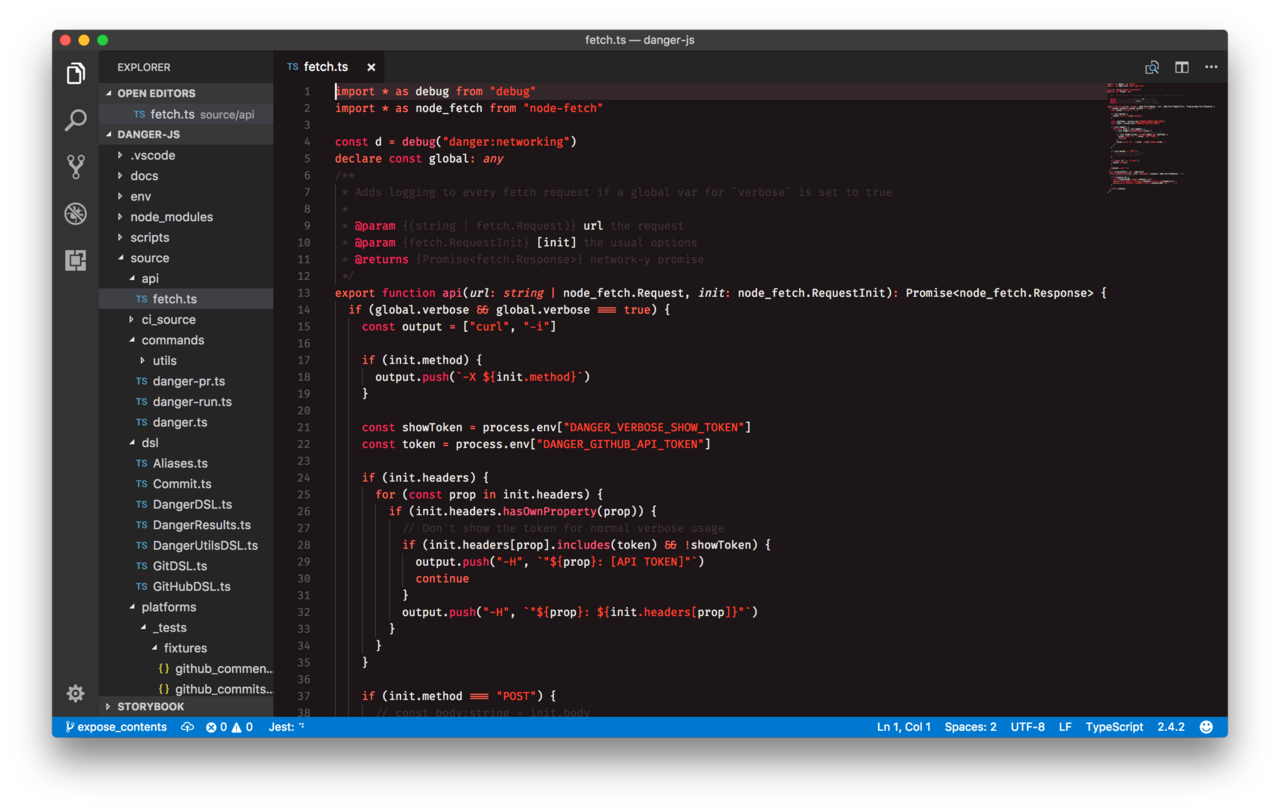 fetch.ts — danger-js
EXPLORER
OPEN EDITORS
TS fetch.ts source/api
DANGER-JS
.vscode
docs
env
node_modules
scripts
source
api
TS fetch.ts
ci_source
commands
utils
TS danger-pr.ts
TS danger-run.ts
TS danger.ts
dsl
TS Aliases.ts
TS Commit.ts
TS DangerDSL.ts
TS DangerResults.ts
TS DangerUtilsDSL.ts
TS GitDSL.ts
TS GitHubDSL.ts
platforms
_tests
fixtures
{} github_commen...
{} github_commits...
STORYBOOK
TS fetch.ts ×
1 import * as debug from "debug"
2 import * as node_fetch from "node-fetch"
3
4 const d = debug("danger:networking")
5 declare const global: any
6 /**
7 * Adds logging to every fetch request if a global var for `verbose` is set to true
8 *
9 * @param {(string | fetch.Request)} url the request
10 * @param {fetch.RequestInit} [init] the usual options
11 * @returns {Promise<fetch.Response>} network-y promise
12 */
13 export function api(url: string | node_fetch.Request, init: node_fetch.RequestInit): Promise<node_fetch.Response> {
14 if (global.verbose && global.verbose === true) {
15 const output = ["curl", "-i"]
16
17 if (init.method) {
18 output.push(`-X ${init.method}`)
19 }
20
21 const showToken = process.env["DANGER_VERBOSE_SHOW_TOKEN"]
22 const token = process.env["DANGER_GITHUB_API_TOKEN"]
23
24 if (init.headers) {
25 for (const prop in init.headers) {
26 if (init.headers.hasOwnProperty(prop)) {
27 // Don't show the token for normal verbose usage
28 if (init.headers[prop].includes(token) && !showToken) {
29 output.push("-H", `"${prop}: [API TOKEN]"`)
30 continue
31 }
32 output.push("-H", `"${prop}: ${init.headers[prop]}"`)
33 }
34 }
35 }
36
37 if (init.method === "POST") {
38 // const body:string = init.body
expose_contents 0 0 Jest: Ln 1, Col 1 Spaces: 2 UTF-8 LF TypeScript 2.4.2